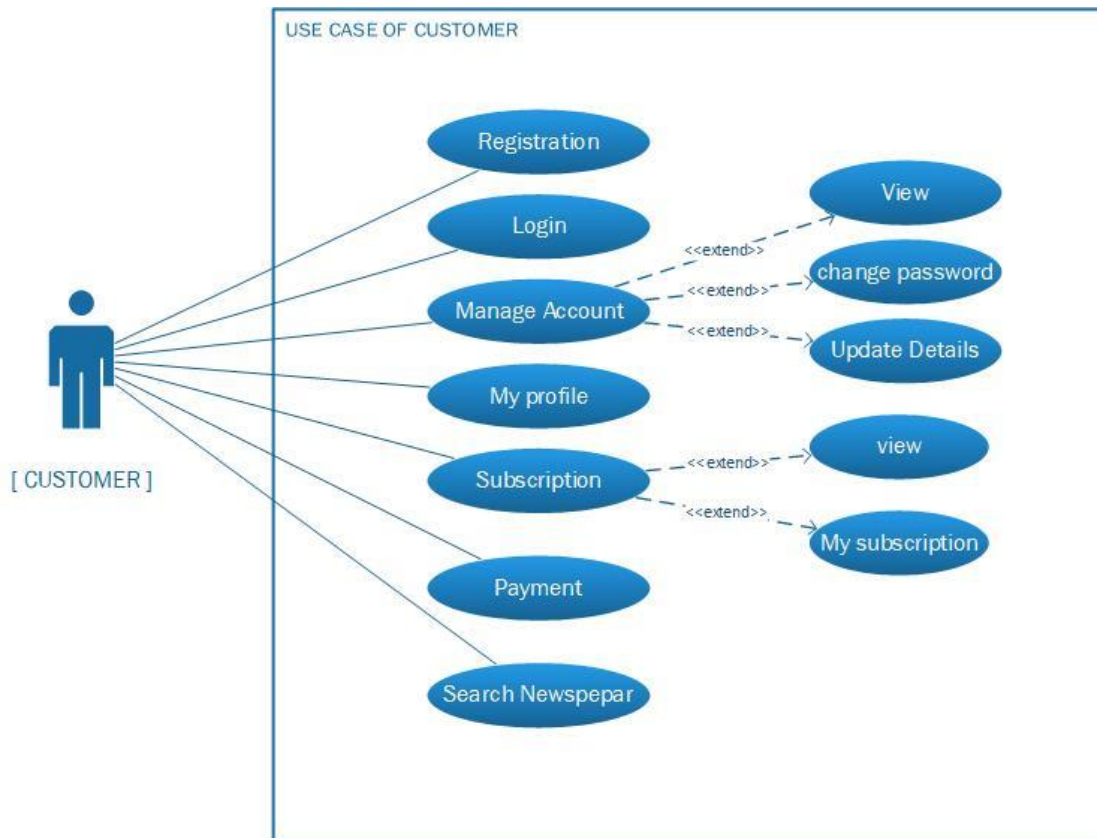 USE CASE OF CUSTOMER
Registration
Login
Manage Account
My profile
Subscription
Payment
Search Newspepar
<<extend>>
<<extend>>
<<extend>>
<<extend>>
<<extend>>
View
change password
Update Details
view
My subscription
[ CUSTOMER ]